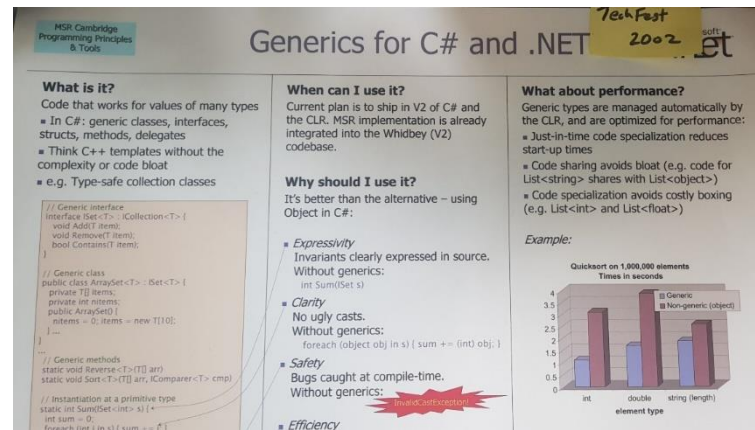 MSR Cambridge
Programming Principles
& Tools
Generics for C# and .NET
TechFest
2002
soft
et
What is it?
Code that works for values of many types
▪ In C#: generic classes, interfaces,
structs, methods, delegates
▪ Think C++ templates without the
complexity or code bloat
▪ e.g. Type-safe collection classes
// Generic interface
interface ISet<T> : ICollection<T> {
void Add(T item);
void Remove(T item);
bool Contains(T item);
}
// Generic class
public class ArraySet<T> : ISet<T> {
private T[] items;
private int nitems;
public ArraySet() {
nitems = 0; items = new T[10];
} ...
}
...
// Generic methods
static void Reverse<T>(T[] arr)
static void Sort<T>(T[] arr, IComparer<T> cmp)
// Instantiation at a primitive type
static int Sum(ISet<int> s) {
int sum = 0;
foreach (int i in s) { sum += i; }
When can I use it?
Current plan is to ship in V2 of C# and
the CLR. MSR implementation is already
integrated into the Whidbey (V2)
codebase.
Why should I use it?
It's better than the alternative – using
Object in C#:
▪ Expressivity
Invariants clearly expressed in source.
Without generics:
int Sum(ISet s)
▪ Clarity
No ugly casts.
Without generics:
foreach (object obj in s) { sum += (int) obj; }
▪ Safety
Bugs caught at compile-time.
Without generics:
InvalidCastException!
▪ Efficiency
What about performance?
Generic types are managed automatically by
the CLR, and are optimized for performance:
▪ Just-in-time code specialization reduces
start-up times
▪ Code sharing avoids bloat (e.g. code for
List<string> shares with List<object>)
▪ Code specialization avoids costly boxing
(e.g. List<int> and List<float>)
Example:
Quicksort on 1,000,000 elements
Times in seconds
Generic
Non-generic (object)
4
3.5
3
2.5
2
1.5
1
0.5
0
int double string (length)
element type